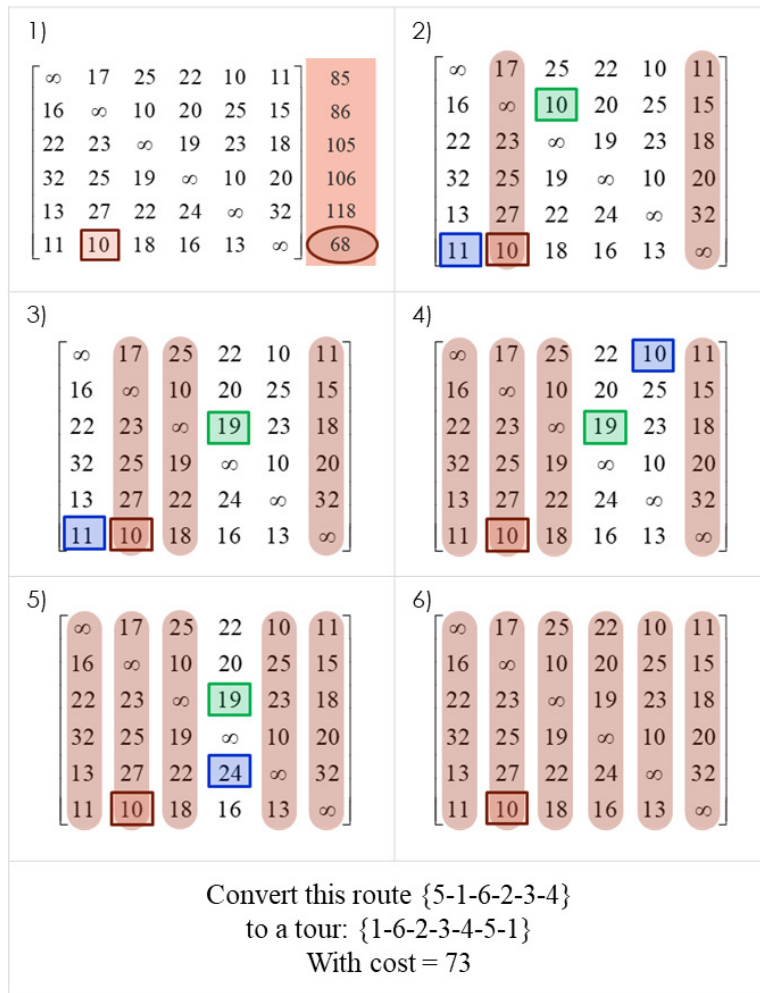 1)
∞ 17 25 22 10 11 85
16 ∞ 10 20 25 15 86
22 23 ∞ 19 23 18 105
32 25 19 ∞ 10 20 106
13 27 22 24 ∞ 32 118
11 10 18 16 13 ∞ 68
2)
∞ 17 25 22 10 11
16 ∞ 10 20 25 15
22 23 ∞ 19 23 18
32 25 19 ∞ 10 20
13 27 22 24 ∞ 32
11 10 18 16 13 ∞
3)
∞ 17 25 22 10 11
16 ∞ 10 20 25 15
22 23 ∞ 19 23 18
32 25 19 ∞ 10 20
13 27 22 24 ∞ 32
11 10 18 16 13 ∞
4)
∞ 17 25 22 10 11
16 ∞ 10 20 25 15
22 23 ∞ 19 23 18
32 25 19 ∞ 10 20
13 27 22 24 ∞ 32
11 10 18 16 13 ∞
5)
∞ 17 25 22 10 11
16 ∞ 10 20 25 15
22 23 ∞ 19 23 18
32 25 19 ∞ 10 20
13 27 22 24 ∞ 32
11 10 18 16 13 ∞
6)
∞ 17 25 22 10 11
16 ∞ 10 20 25 15
22 23 ∞ 19 23 18
32 25 19 ∞ 10 20
13 27 22 24 ∞ 32
11 10 18 16 13 ∞
Convert this route {5-1-6-2-3-4}
to a tour: {1-6-2-3-4-5-1}
With cost = 73